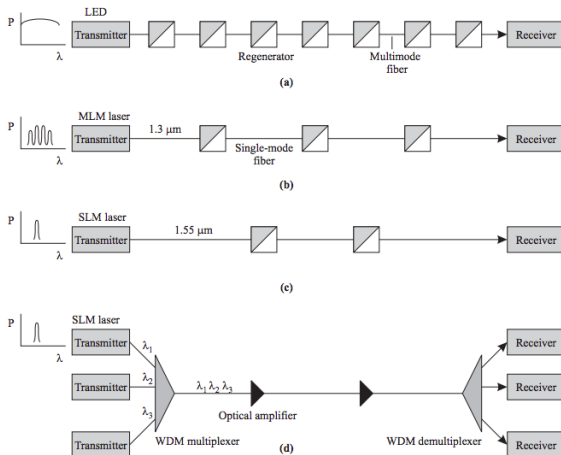 LED
P
λ
Transmitter
Receiver
Regenerator
Multimode
fiber
(a)
MLM laser
P
λ
Transmitter
1.3 μm
Single-mode
fiber
Receiver
(b)
SLM laser
P
λ
Transmitter
1.55 μm
Receiver
(c)
SLM laser
P
λ
Transmitter
λ1
Receiver
Transmitter
λ2
λ1 λ2 λ3
Receiver
Optical amplifier
λ3
Transmitter
WDM multiplexer
(d)
WDM demultiplexer
Receiver